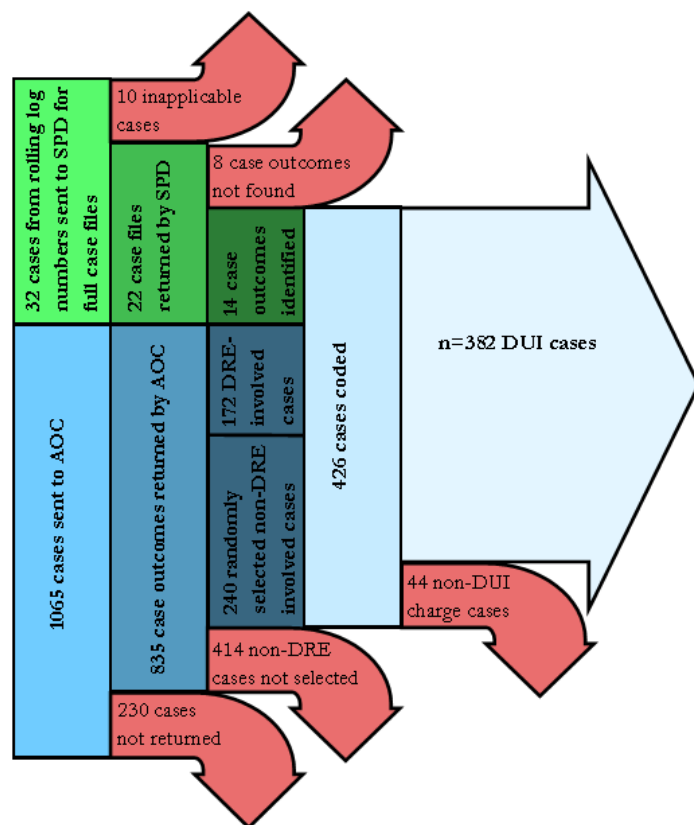 10 inapplicable
cases
32 cases from rolling log
numbers sent to SPD for
full case files
22 case files
returned by SPD
8 case outcomes
not found
14 case
outcomes
identified
1065 cases sent to AOC
835 case outcomes returned by AOC
172 DRE-
involved
cases
240 randomly
selected non-DRE
involved cases
426 cases coded
n=382 DUI cases
44 non-DUI
charge cases
414 non-DRE
cases not selected
230 cases
not returned